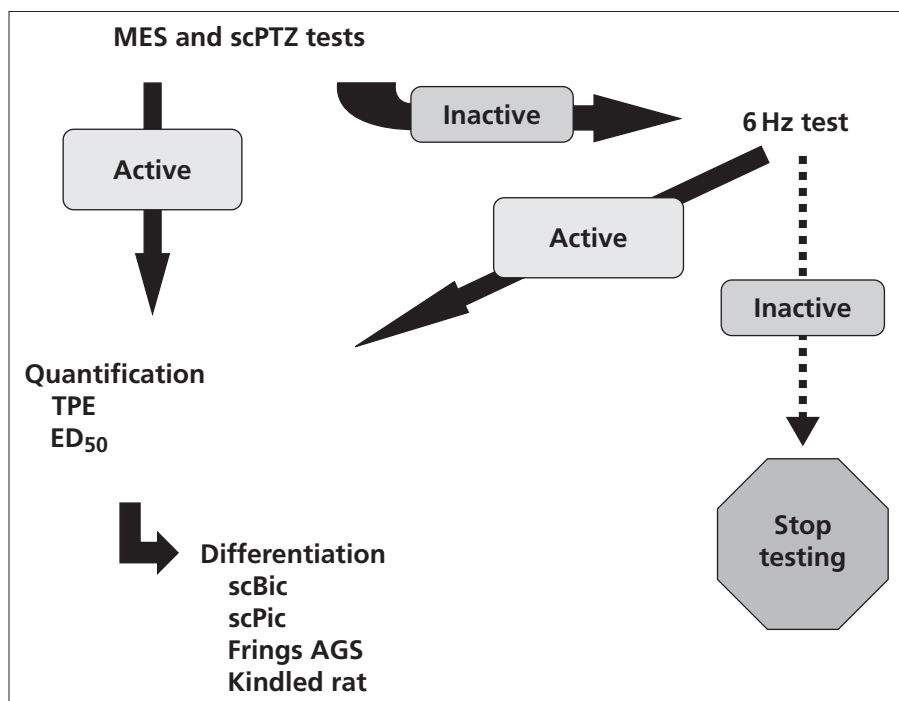 MES and scPTZ tests
Inactive
6 Hz test
Active
Active
Inactive
Quantification
TPE
ED₅₀
Stop
testing
Differentiation
scBic
scPic
Frings AGS
Kindled rat